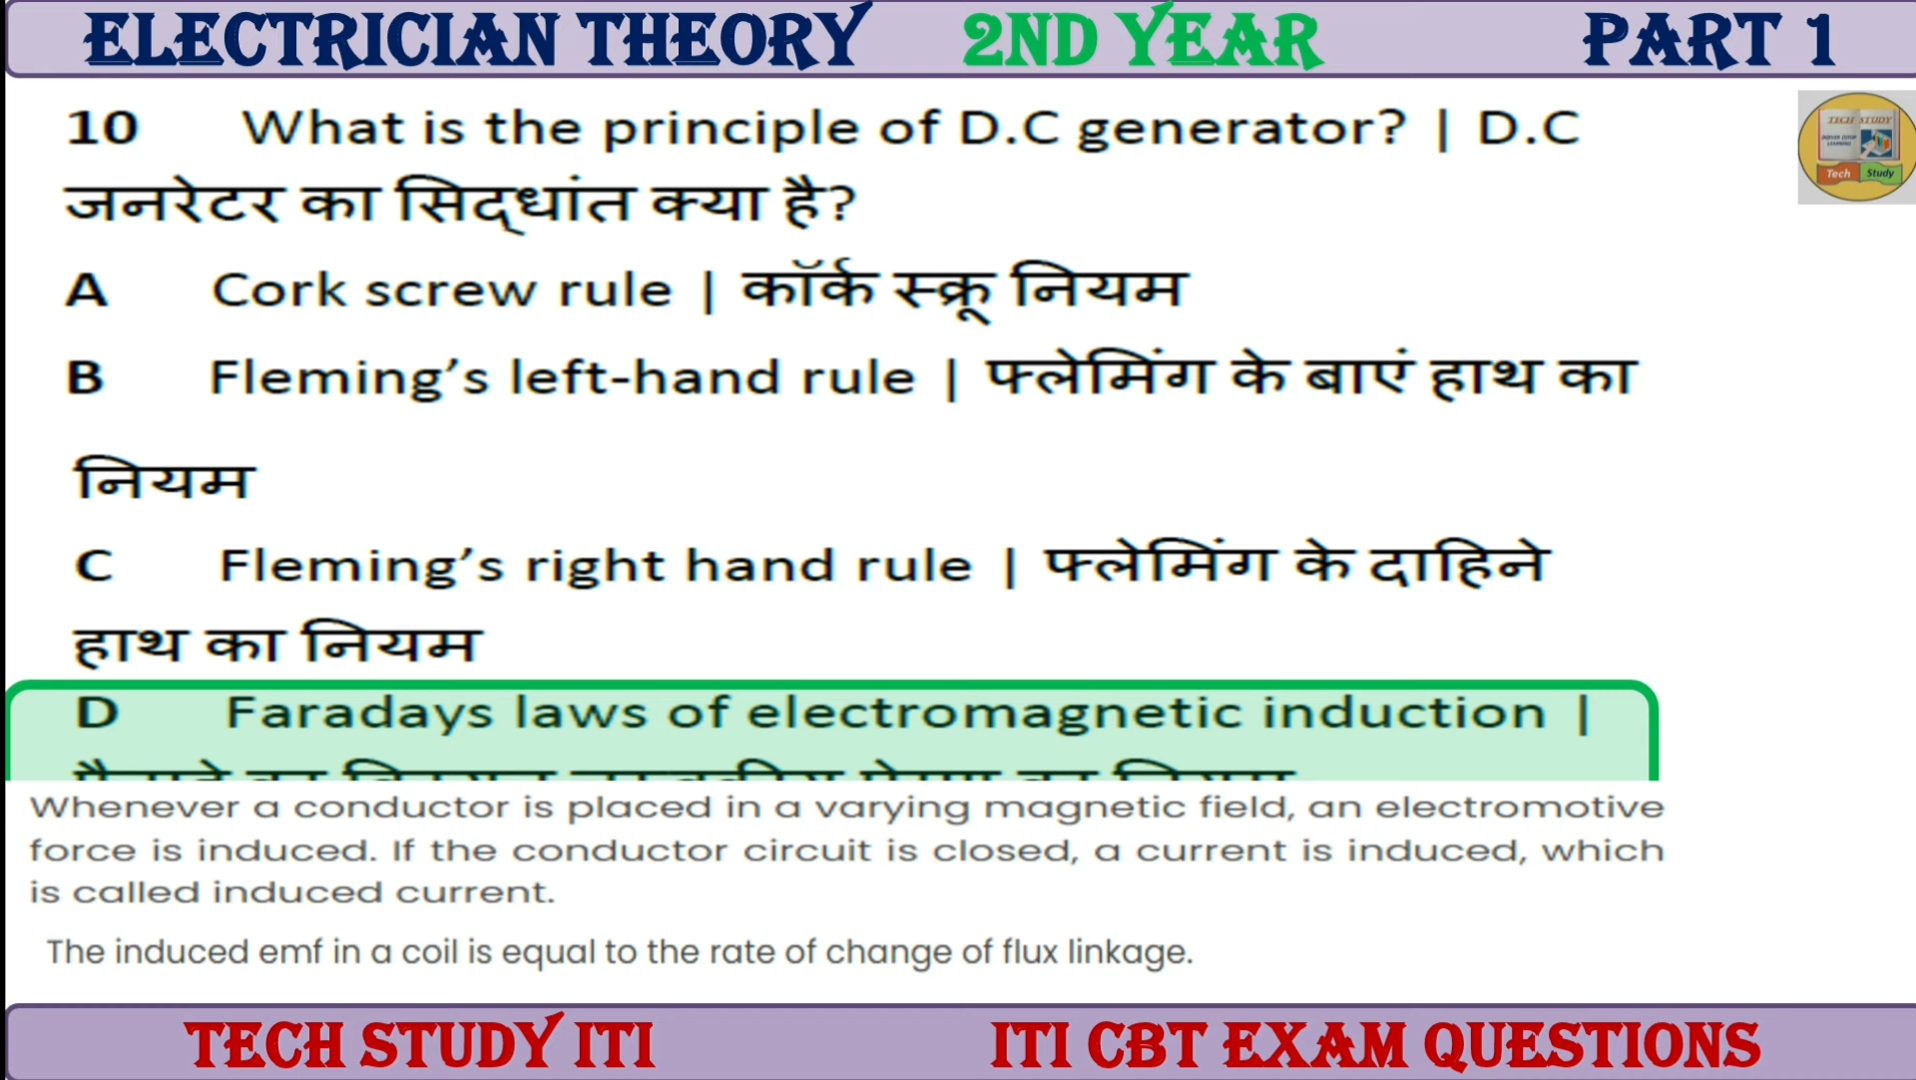 ELECTRICIAN THEORY 2ND YEAR PART 1
10 What is the principle of D.C generator? | D.C
जनरेटर का सिद्धांत क्या है?
TECH STUDY
Tech Study
A Cork screw rule | कॉर्क स्क्रू नियम
B Fleming’s left-hand rule | फ्लेमिंग के बाएं हाथ का
नियम
C Fleming’s right hand rule | फ्लेमिंग के दाहिने
हाथ का नियम
D Faradays laws of electromagnetic induction |
Whenever a conductor is placed in a varying magnetic field, an electromotive
force is induced. If the conductor circuit is closed, a current is induced, which
is called induced current.
The induced emf in a coil is equal to the rate of change of flux linkage.
TECH STUDY ITI ITI CBT EXAM QUESTIONS